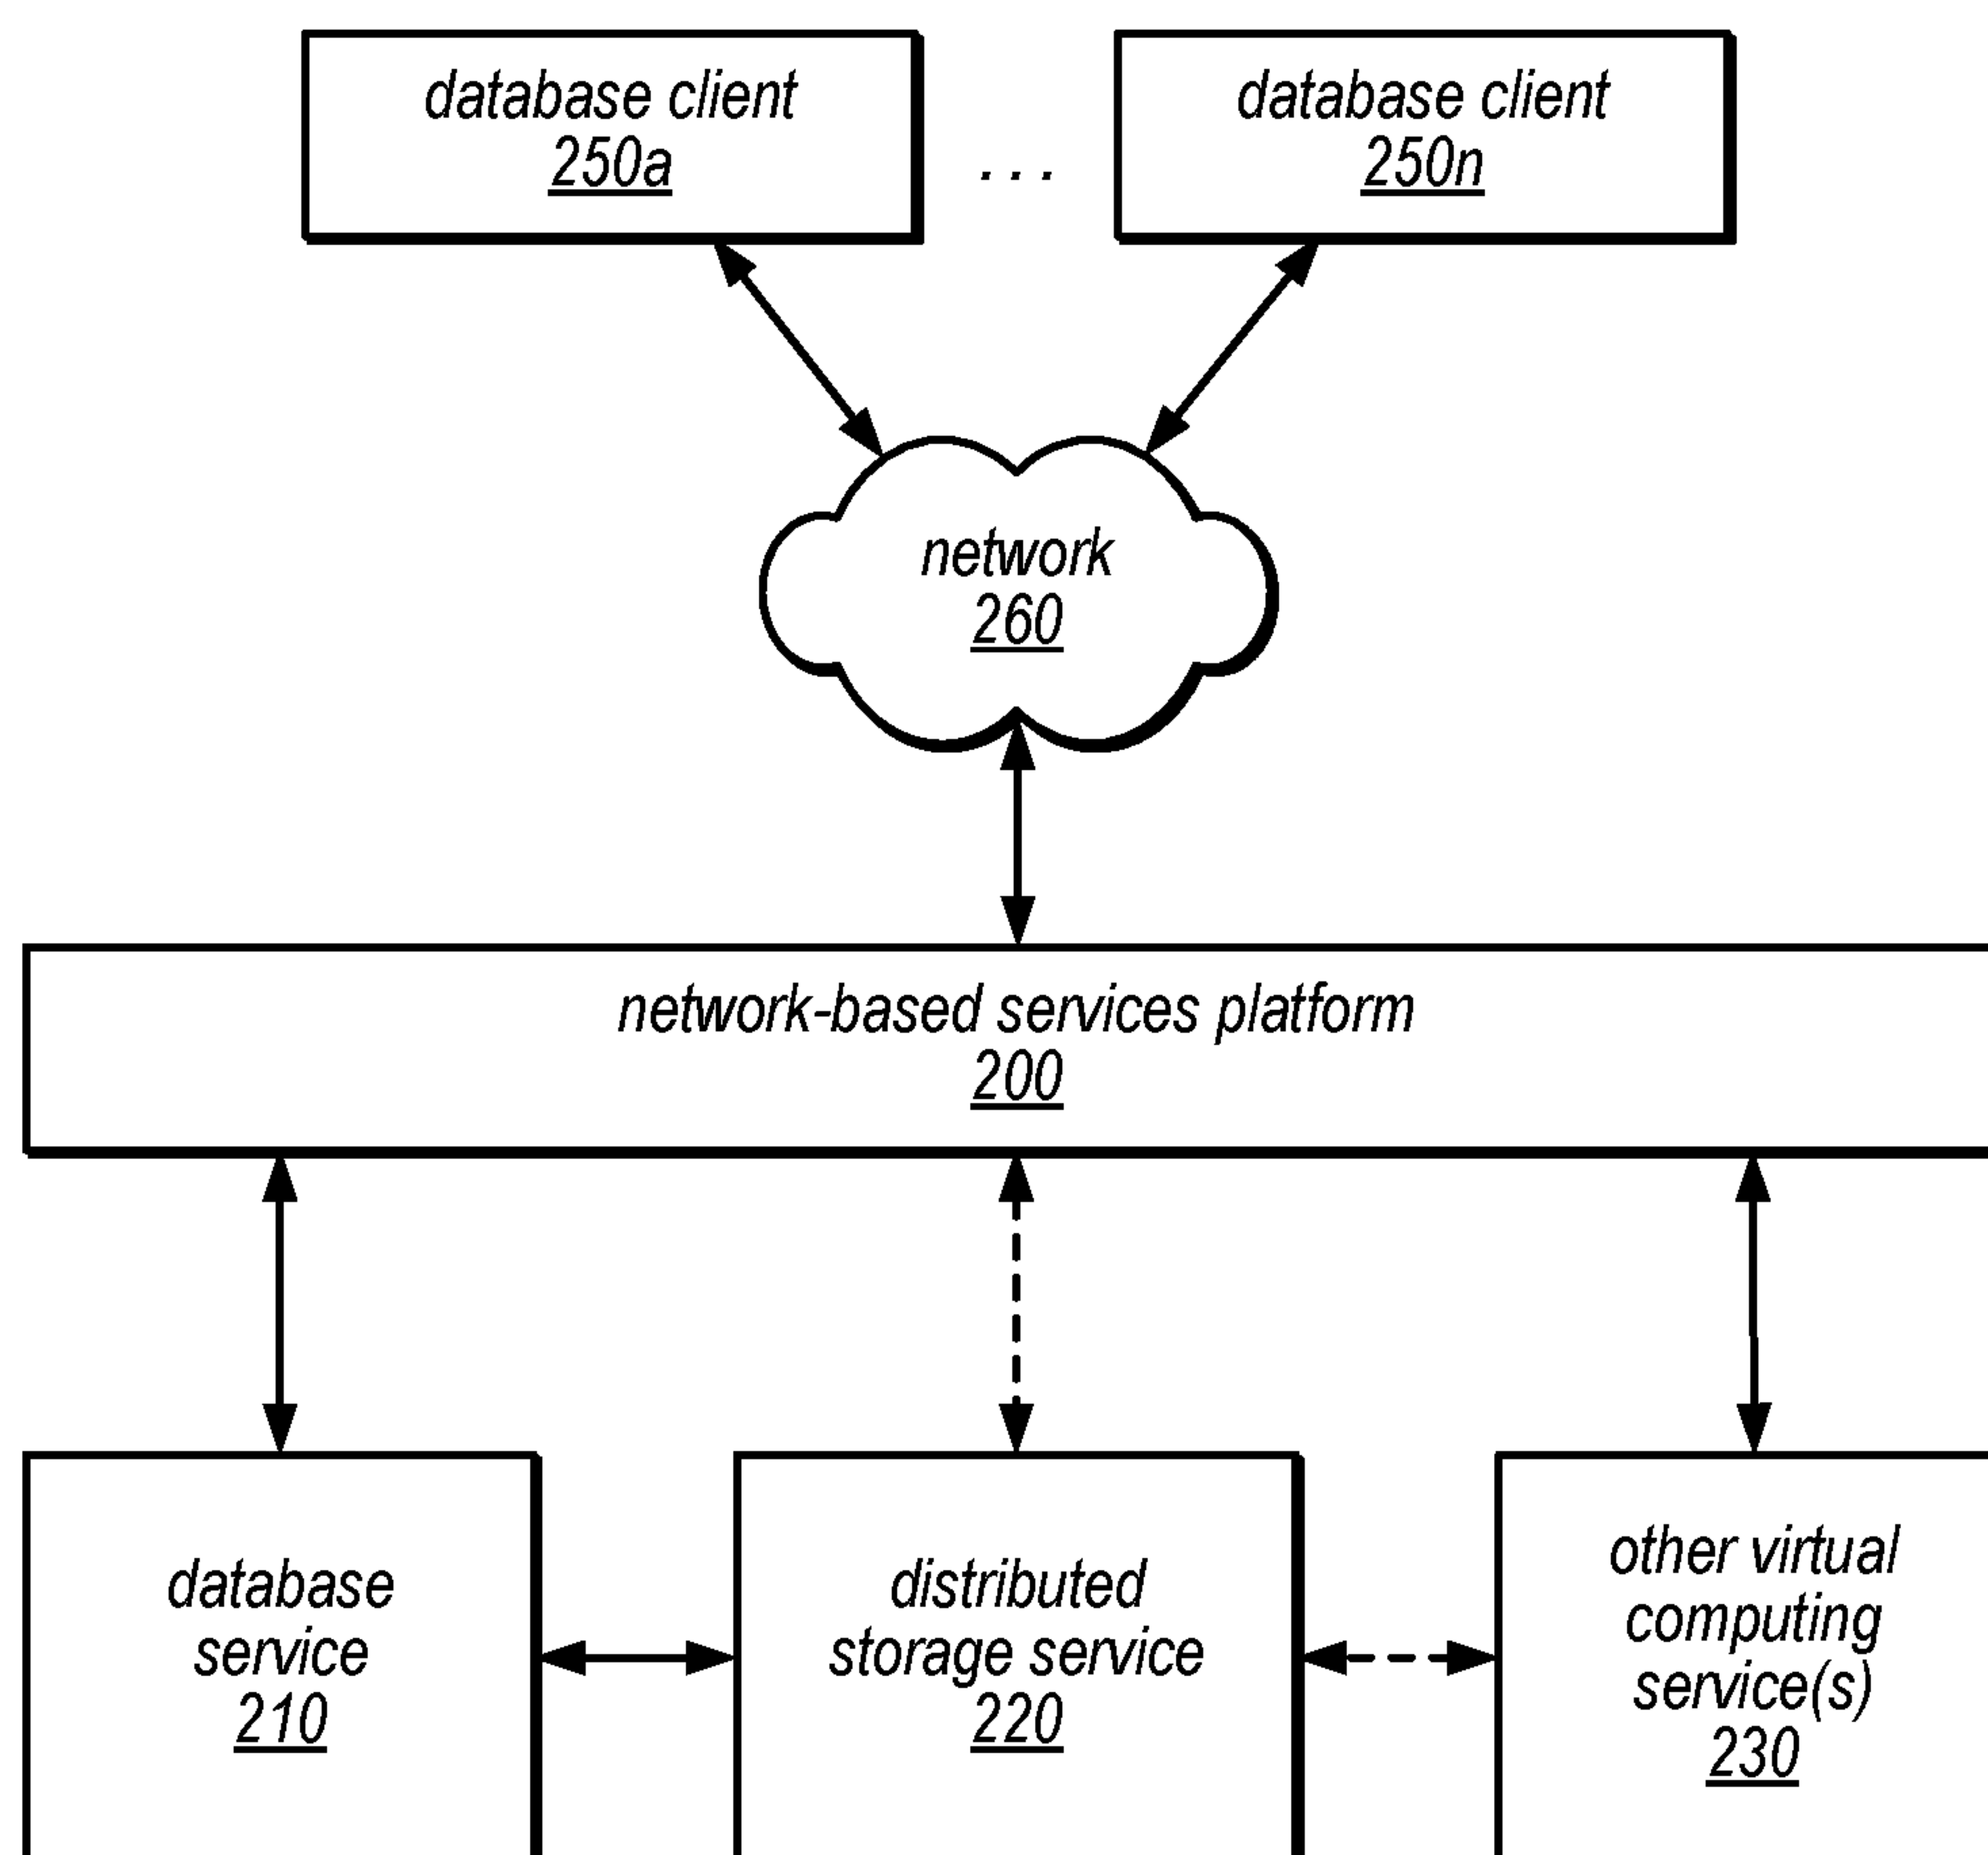 database client
250a
. . .
database client
250n
network
260
network-based services platform
200
database
service
210
distributed
storage service
220
other virtual
computing
service(s)
230